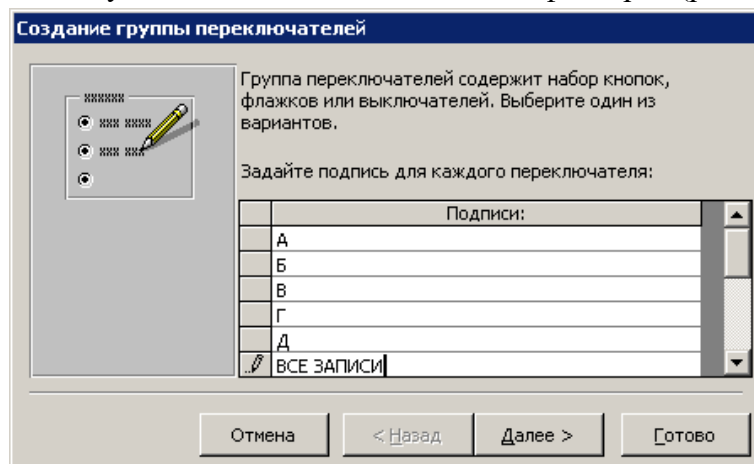 Создание группы переключателей
Группа переключателей содержит набор кнопок,
флажков или выключателей. Выберите один из
вариантов.
Задайте подпись для каждого переключателя:
Подписи:
А
Б
В
Г
Д
ВСЕ ЗАПИСИ
Отмена < Назад Далее > Готово